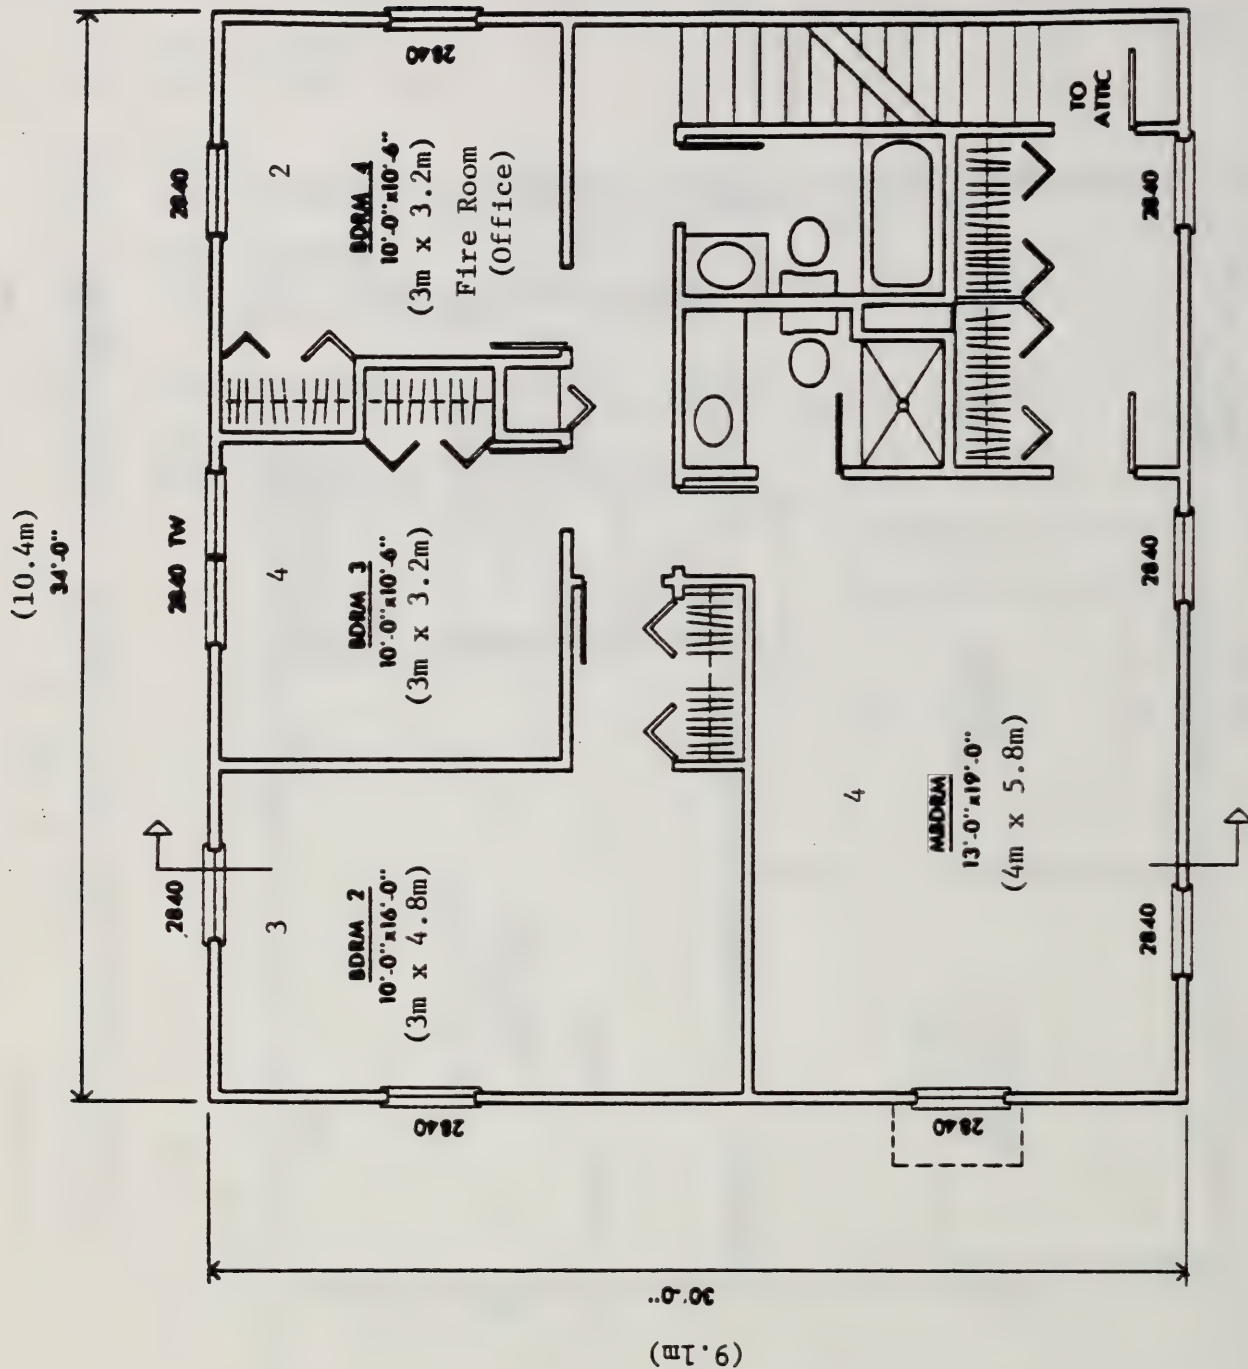 (10.4m)
34'-0"
2840
2840 TW
2840
2840
2840
3
BDRM 2
10'-0"x16'-0"
(3m x 4.8m)
4
BDRM 3
10'-0"x10'-6"
(3m x 3.2m)
2
BDRM 4
10'-0"x10'-6"
(3m x 3.2m)
Fire Room
(Office)
30'-0"
(9.1m)
4
MBDRM
13'-0"x19'-0"
(4m x 5.8m)
TO
ATTIC
2840
2840
2840
2840